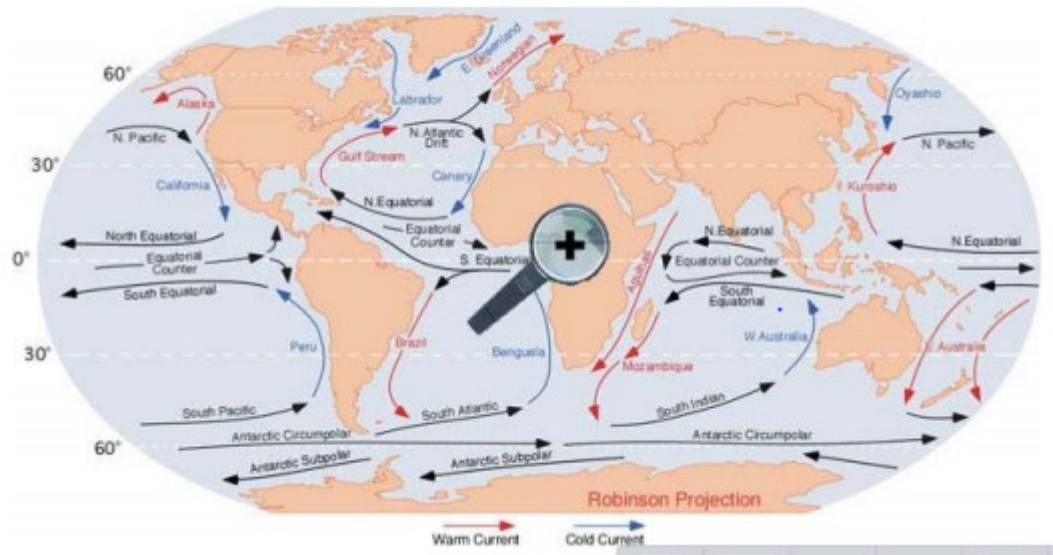 E. Greenland
Norwegian
60°
Alaska
Labrador
Oyashio
N. Pacific
N. Atlantic
Drift
N. Pacific
Gulf Stream
30°
California
Canary
Kuroshio
N.Equatorial
North Equatorial
Equatorial
Counter
N.Equatorial
N.Equatorial
0°
Equatorial
Counter
S. Equatorial
Equatorial Counter
South Equatorial
Agulhas
South
Equatorial
Peru
Brazil
Benguela
W.Australia
Australia
30°
Mozambique
South Pacific
South Atlantic
South Indian
Antarctic Circumpolar
Antarctic Circumpolar
60°
Antarctic Subpolar
Antarctic Subpolar
Robinson Projection
Warm Current
Cold Current